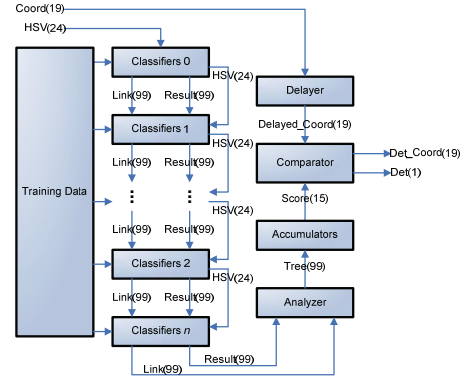 Coord(19)
HSV(24)
Classifiers 0
HSV(24)
Delayer
Link(99) Result(99)
Delayed_Coord(19)
Classifiers 1
HSV(24)
Comparator
Det_Coord(19)
Det(1)
Link(99) Result(99)
Training Data
Score(15)
HSV(24)
Link(99) Result(99)
Accumulators
Classifiers 2
Tree(99)
HSV(24)
Link(99) Result(99)
Analyzer
Classifiers n
Result(99)
Link(99)